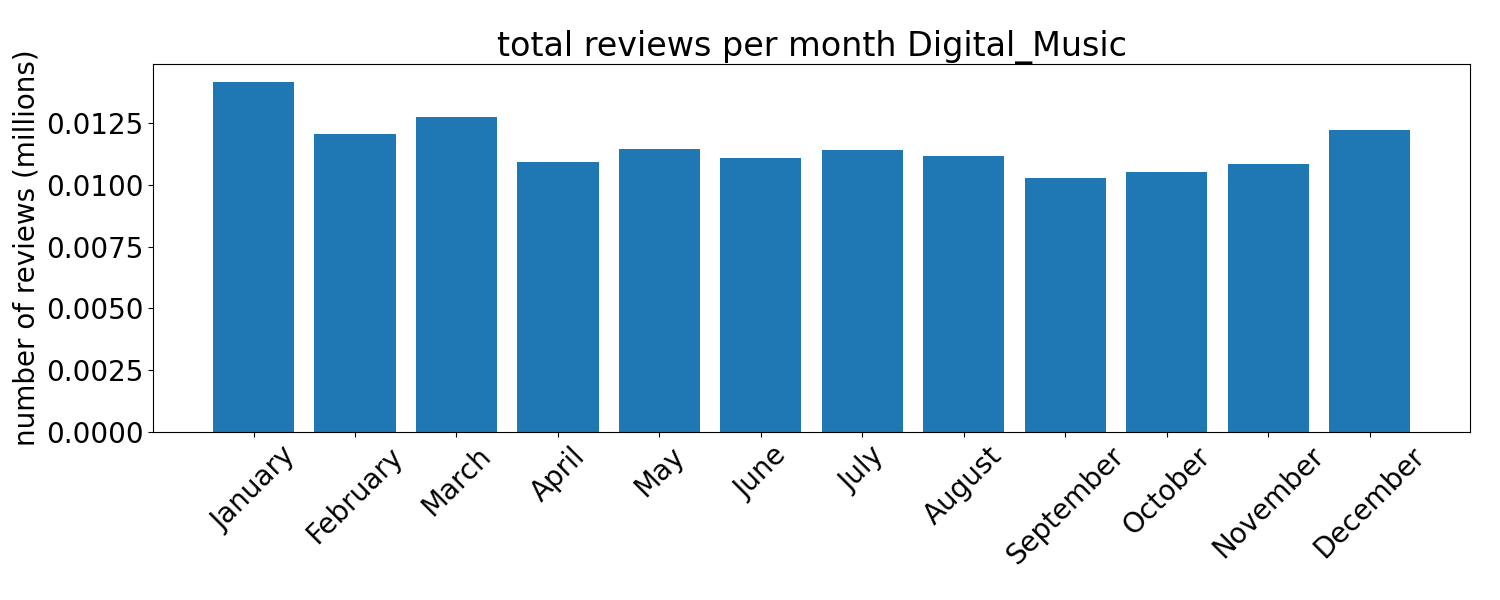 total reviews per month Digital_Music
number of reviews (millions)
0.0125
0.0100
0.0075
0.0050
0.0025
0.0000
January
February
March
April
May
June
July
August
September
October
November
December